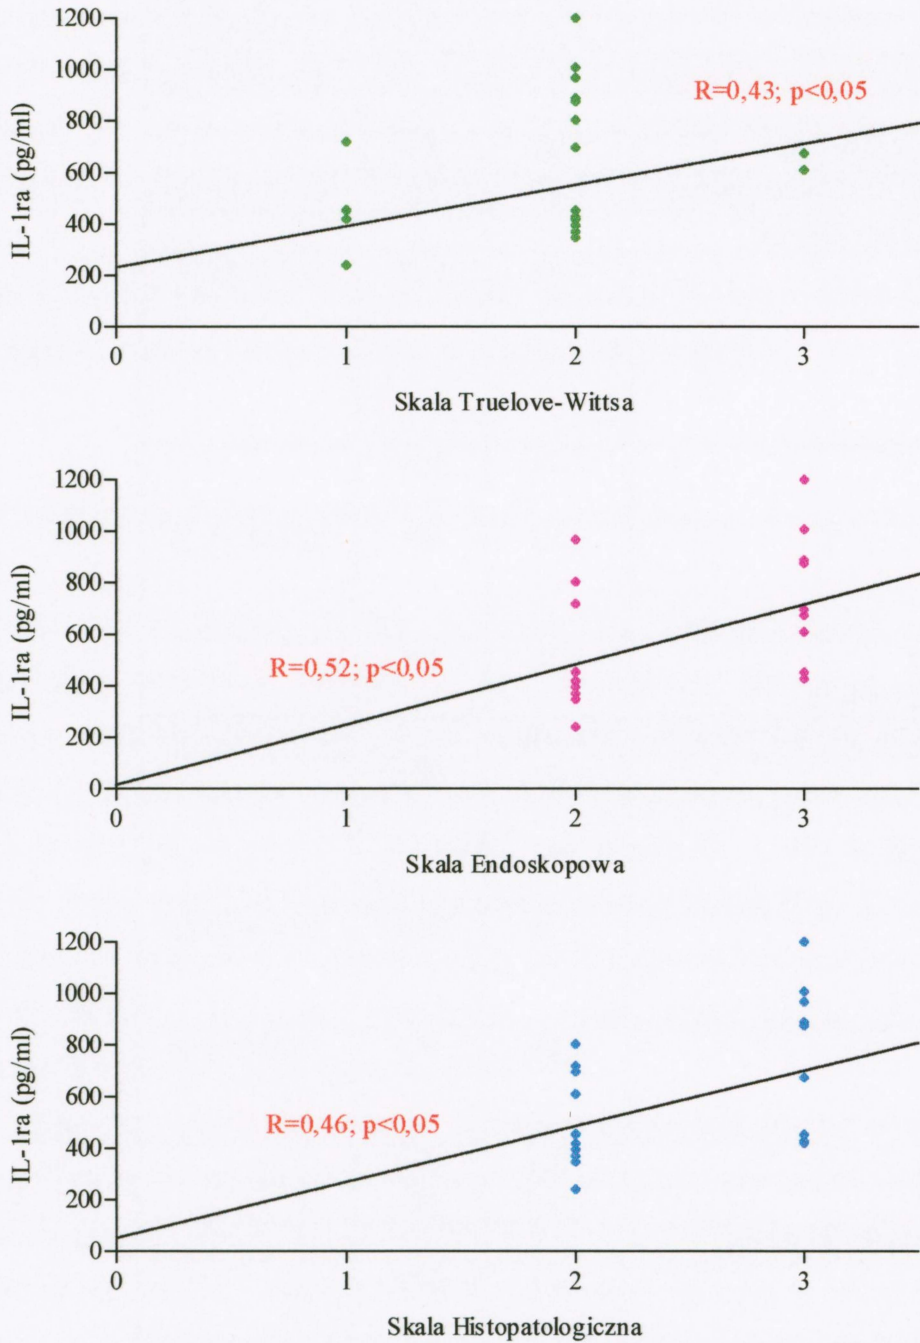 1200
1000
800
600
400
200
0
IL-1ra (pg/ml)
R=0,43; p<0,05
0 1 2 3
Skala Truelove-Wittsa
1200
1000
800
600
400
200
0
IL-1ra (pg/ml)
R=0,52; p<0,05
0 1 2 3
Skala Endoskopowa
1200
1000
800
600
400
200
0
IL-1ra (pg/ml)
R=0,46; p<0,05
0 1 2 3
Skala Histopatologiczna